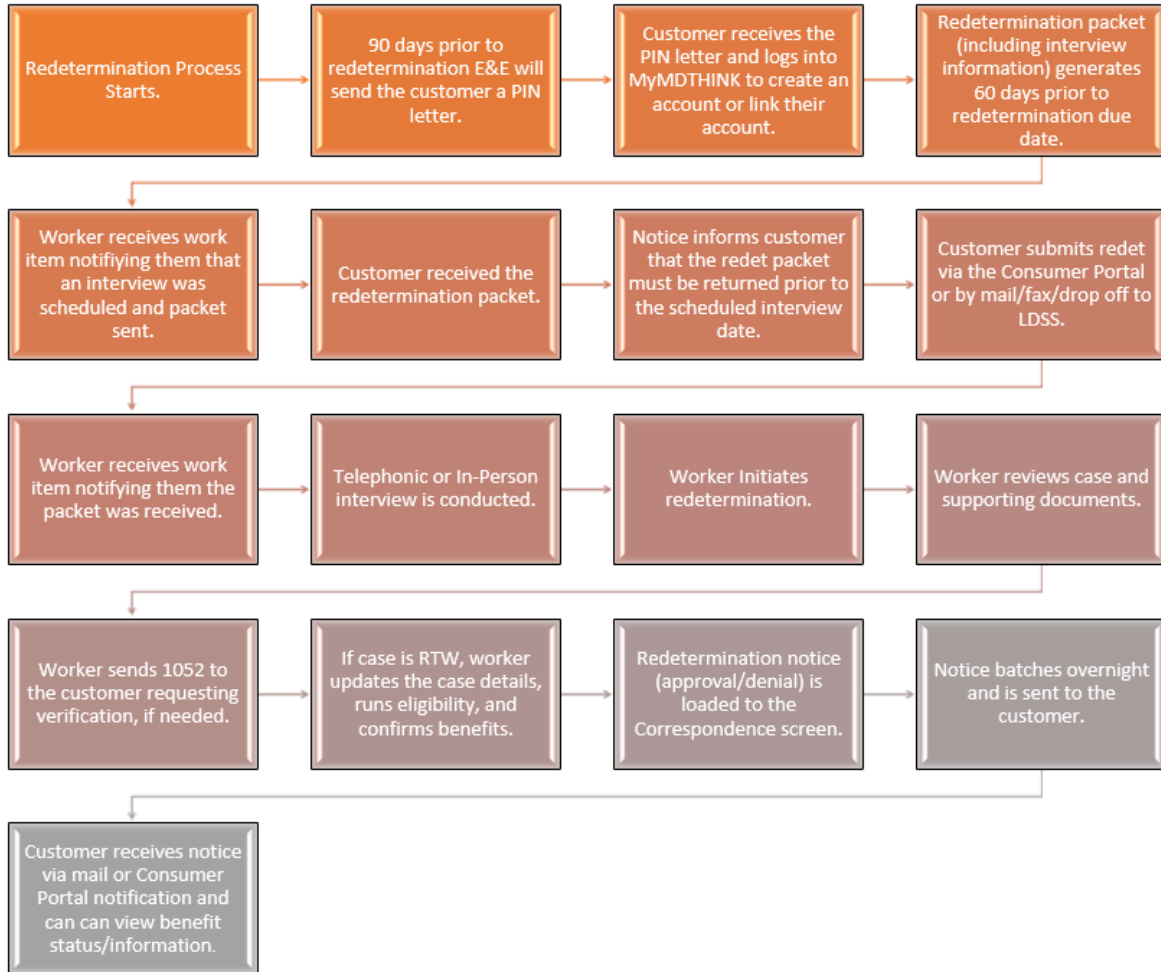 Redetermination Process
Starts.
90 days prior to
redetermination E&E will
send the customer a PIN
letter.
Customer receives the
PIN letter and logs into
MyMDTHINK to create an
account or link their
account.
Redetermination packet
(including interview
information) generates
60 days prior to
redetermination due
date.
Worker receives work
item notifiying them that
an interview was
scheduled and packet
sent.
Customer received the
redetermination packet.
Notice informs customer
that the redet packet
must be returned prior to
the scheduled interview
date.
Customer submits redet
via the Consumer Portal
or by mail/fax/drop off to
LDSS.
Worker receives work
item notifying them the
packet was received.
Telephonic or In-Person
interview is conducted.
Worker Initiates
redetermination.
Worker reviews case and
supporting documents.
Worker sends 1052 to
the customer requesting
verification, if needed.
If case is RTW, worker
updates the case details,
runs eligibility, and
confirms benefits.
Redetermination notice
(approval/denial) is
loaded to the
Correspondence screen.
Notice batches overnight
and is sent to the
customer.
Customer receives notice
via mail or Consumer
Portal notification and
can can view benefit
status/information.